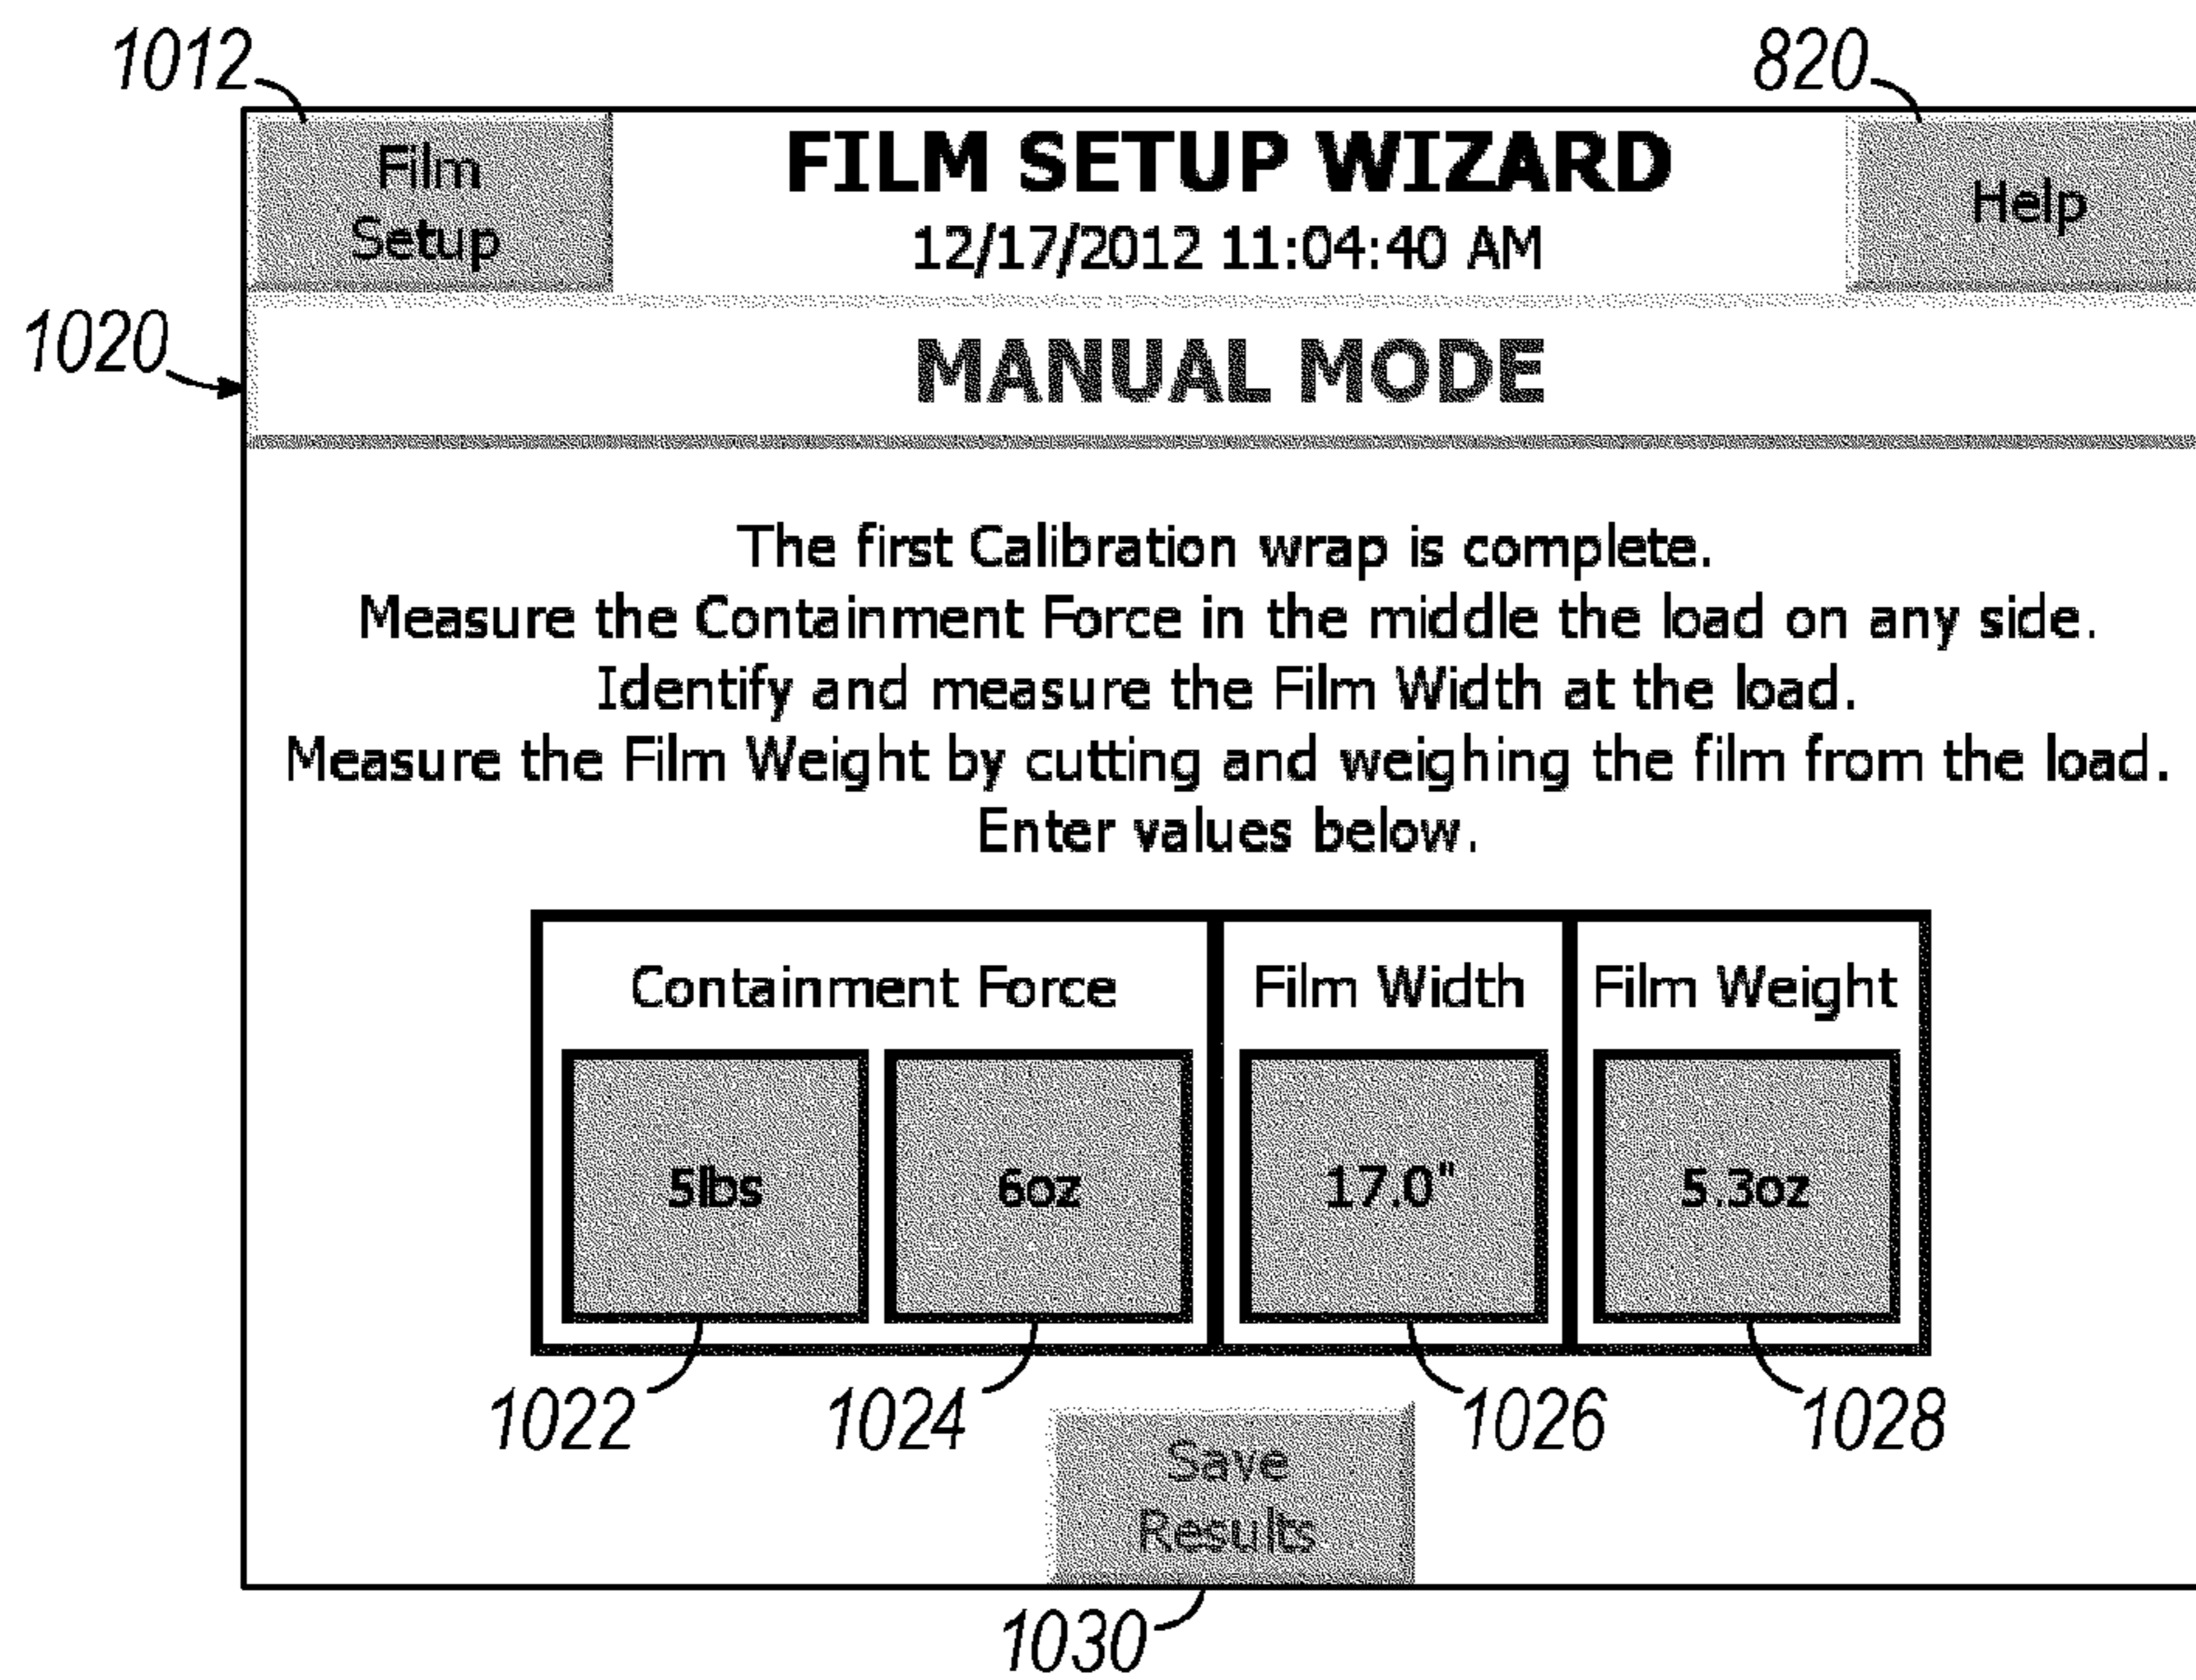 1012
820
Film
Setup
FILM SETUP WIZARD
12/17/2012 11:04:40 AM
Help
1020
MANUAL MODE
The first Calibration wrap is complete.
Measure the Containment Force in the middle the load on any side.
Identify and measure the Film Width at the load.
Measure the Film Weight by cutting and weighing the film from the load.
Enter values below.
Containment Force
Film Width
Film Weight
5lbs
6oz
17.0"
5.3oz
1022
1024
1026
1028
Save
Results
1030